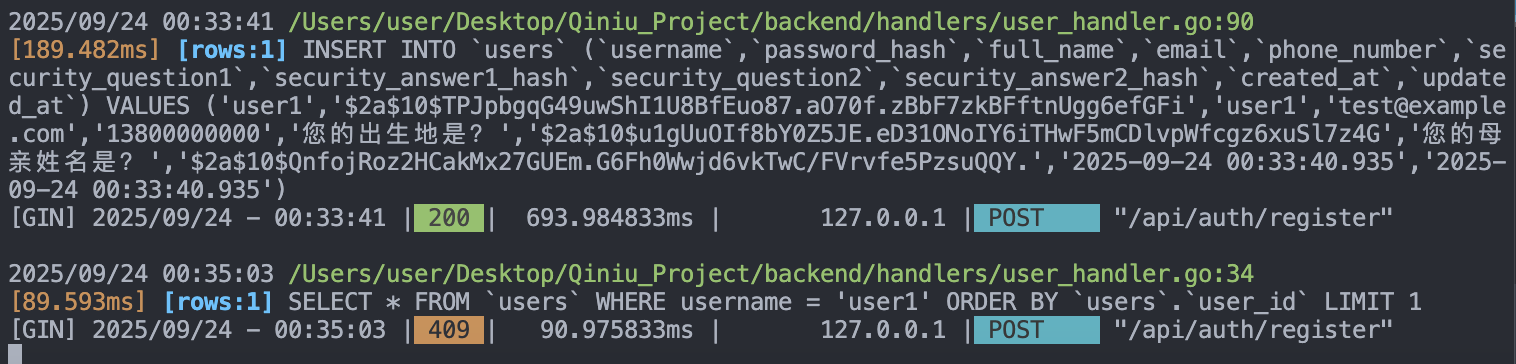 2025/09/24 00:33:41 /Users/user/Desktop/Qiniu_Project/backend/handlers/user_handler.go:90
[189.482ms] [rows:1] INSERT INTO `users` (`username`,`password_hash`,`full_name`,`email`,`phone_number`,`se
curity_question1`,`security_answer1_hash`,`security_question2`,`security_answer2_hash`,`created_at`,`update
d_at`) VALUES ('user1','$2a$10$TPJpbgqG49uwShI1U8BfEuo87.aO70f.zBbF7zkBFftnUgg6efGFi','user1','test@example
.com','13800000000','您的出生地是？','$2a$10$u1gUuOIf8bY0Z5JE.eD31ONoIY6iTHwF5mCDlvpWfcgz6xuSl7z4G','您的母
亲姓名是？','$2a$10$QnfojRoz2HCakMx27GUEm.G6Fh0Wwjd6vkTwC/FVrvfe5PzsuQQY.','2025-09-24 00:33:40.935','2025-
09-24 00:33:40.935')
[GIN] 2025/09/24 - 00:33:41 | 200 | 693.984833ms | 127.0.0.1 | POST "/api/auth/register"
2025/09/24 00:35:03 /Users/user/Desktop/Qiniu_Project/backend/handlers/user_handler.go:34
[89.593ms] [rows:1] SELECT * FROM `users` WHERE username = 'user1' ORDER BY `users`.`user_id` LIMIT 1
[GIN] 2025/09/24 - 00:35:03 | 409 | 90.975833ms | 127.0.0.1 | POST "/api/auth/register"